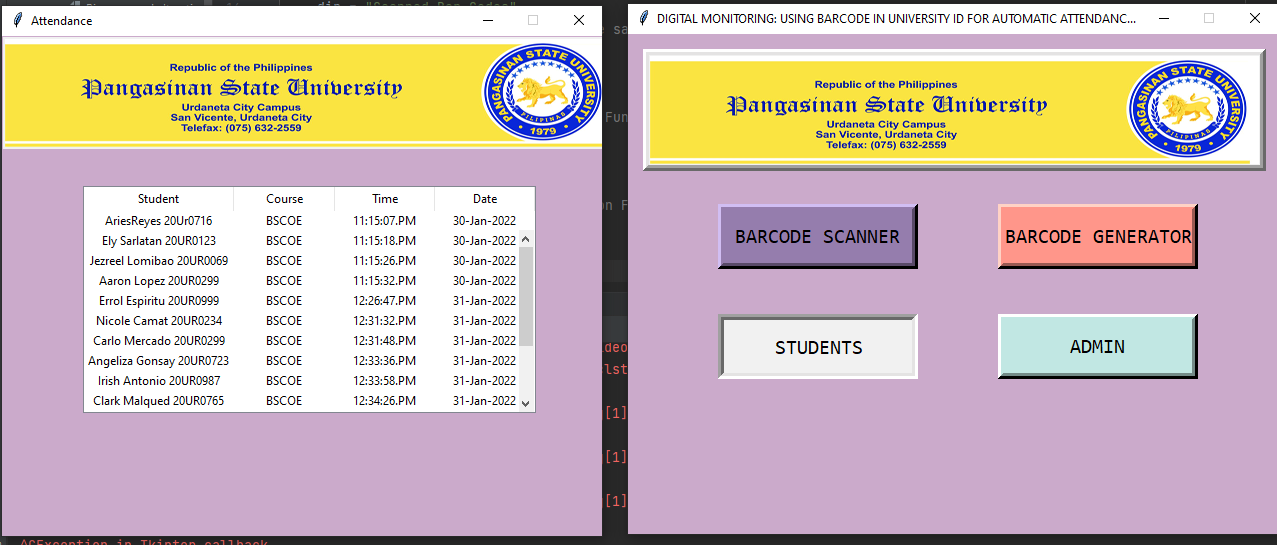 Attendance
Republic of the Philippines
Pangasinan State University
Urdaneta City Campus
San Vicente, Urdaneta City
Telefax: (075) 632-2559
PANGASINAN STATE UNIVERSITY
PILIPINAS
1979
Student Course Time Date
AriesReyes 20Ur0716 BSCOE 11:15:07.PM 30-Jan-2022
Ely Sarlatan 20UR0123 BSCOE 11:15:18.PM 30-Jan-2022
Jezreel Lomibao 20UR0069 BSCOE 11:15:26.PM 30-Jan-2022
Aaron Lopez 20UR0299 BSCOE 11:15:32.PM 30-Jan-2022
Errol Espiritu 20UR0999 BSCOE 12:26:47.PM 31-Jan-2022
Nicole Camat 20UR0234 BSCOE 12:31:32.PM 31-Jan-2022
Carlo Mercado 20UR0299 BSCOE 12:31:48.PM 31-Jan-2022
Angeliza Gonsay 20UR0723 BSCOE 12:33:36.PM 31-Jan-2022
Irish Antonio 20UR0987 BSCOE 12:33:58.PM 31-Jan-2022
Clark Malqued 20UR0765 BSCOE 12:34:26.PM 31-Jan-2022
DIGITAL MONITORING: USING BARCODE IN UNIVERSITY ID FOR AUTOMATIC ATTENDANC...
Republic of the Philippines
Pangasinan State University
Urdaneta City Campus
San Vicente, Urdaneta City
Telefax: (075) 632-2559
PANGASINAN STATE UNIVERSITY
PILIPINAS
1979
BARCODE SCANNER
BARCODE GENERATOR
STUDENTS
ADMIN
e sa
Fun
on F
ideo
lst
[1]
[1]
[1]